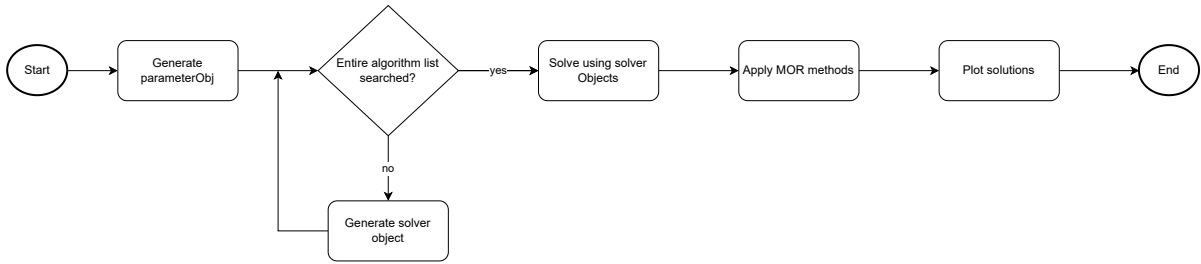 Start
Generate
parameterObj
Entire algorithm list
searched?
yes
Solve using solver
Objects
Apply MOR methods
Plot solutions
End
no
Generate solver
object